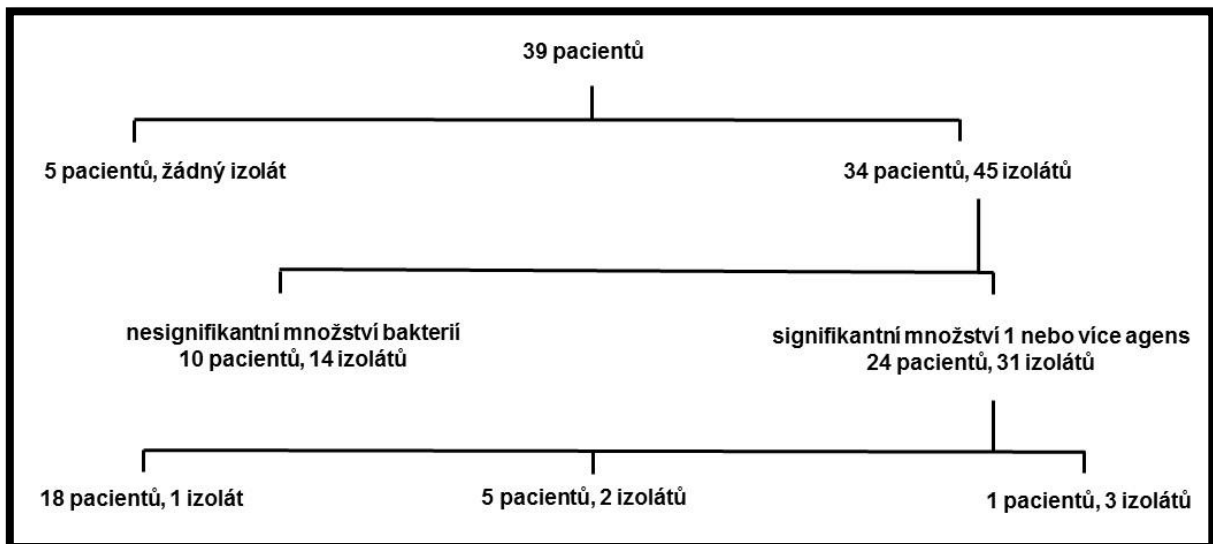 39 pacientů
5 pacientů, žádný izolát
34 pacientů, 45 izolátů
nesignifikantní množství bakterií
10 pacientů, 14 izolátů
signifikantní množství 1 nebo více agens
24 pacientů, 31 izolátů
18 pacientů, 1 izolát
5 pacientů, 2 izolátů
1 pacientů, 3 izolátů